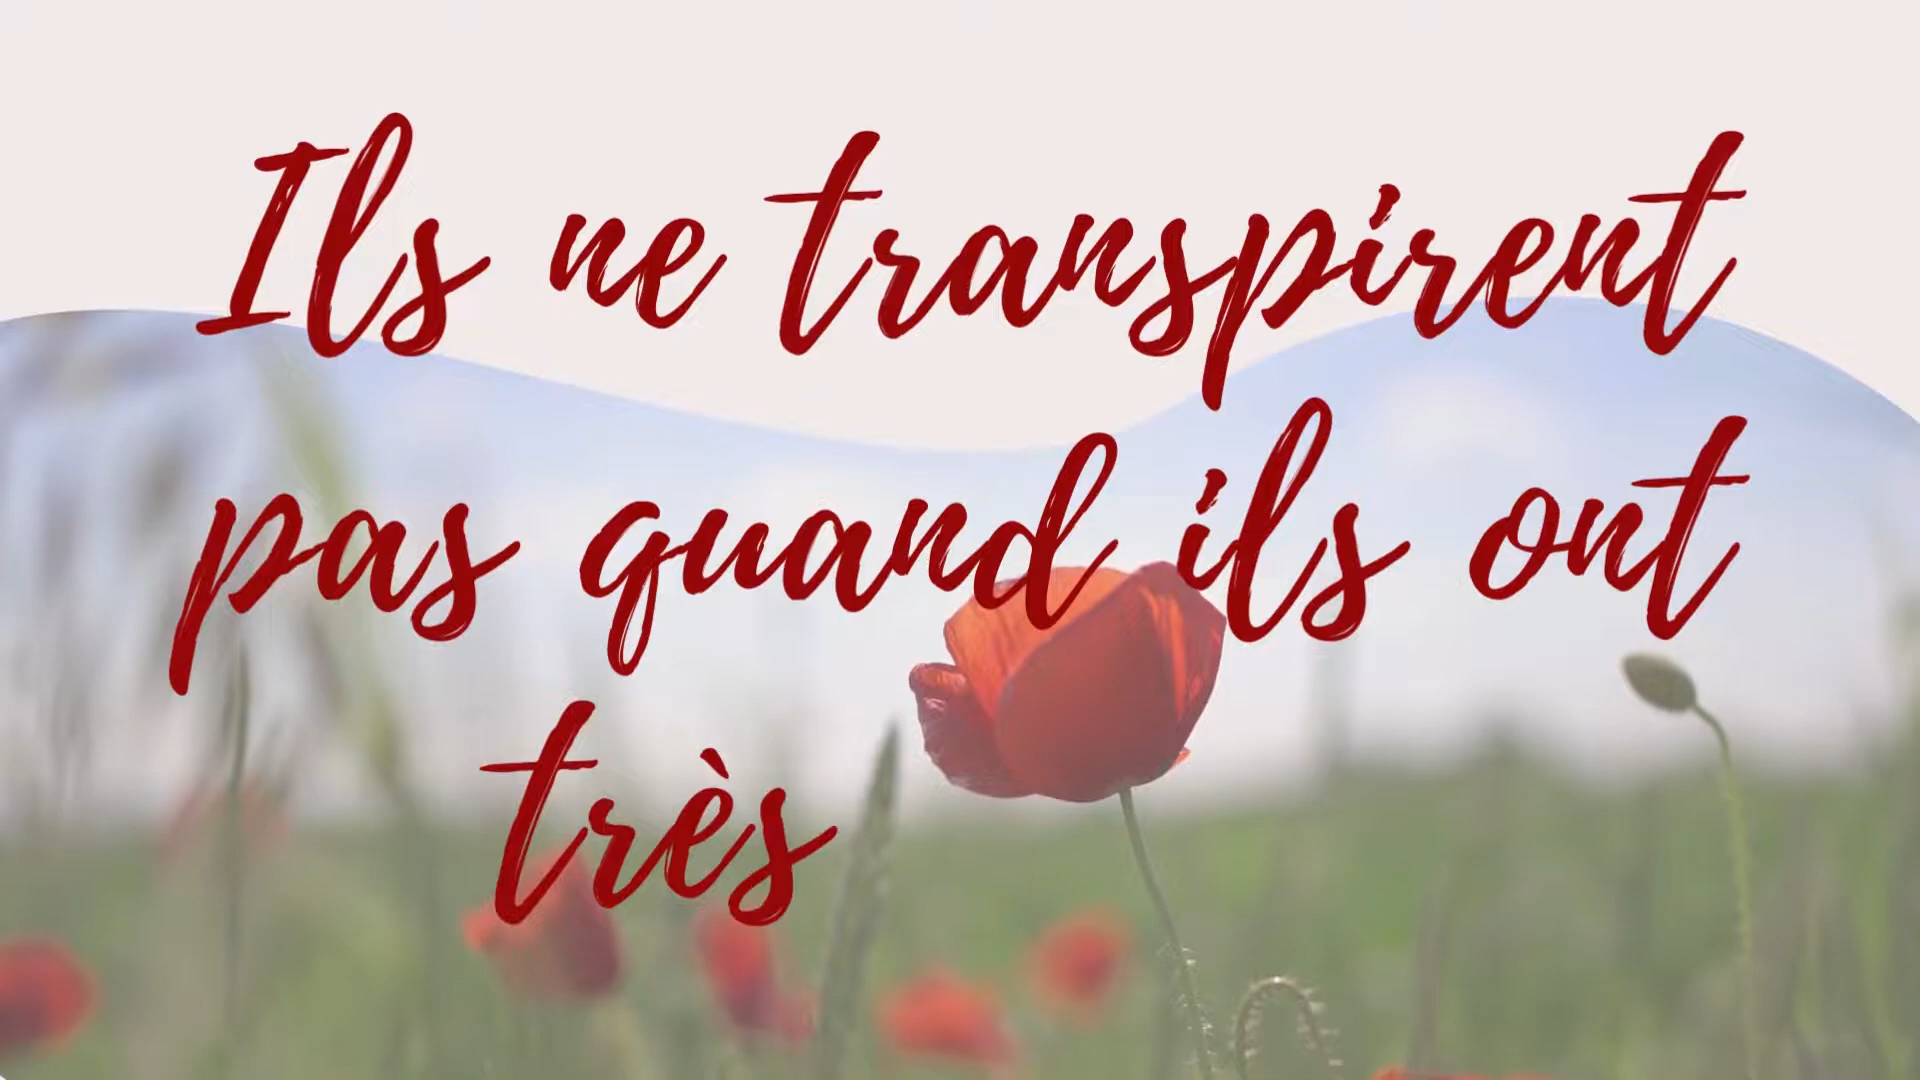 Ils ne transpirent
pas quand ils ont
très